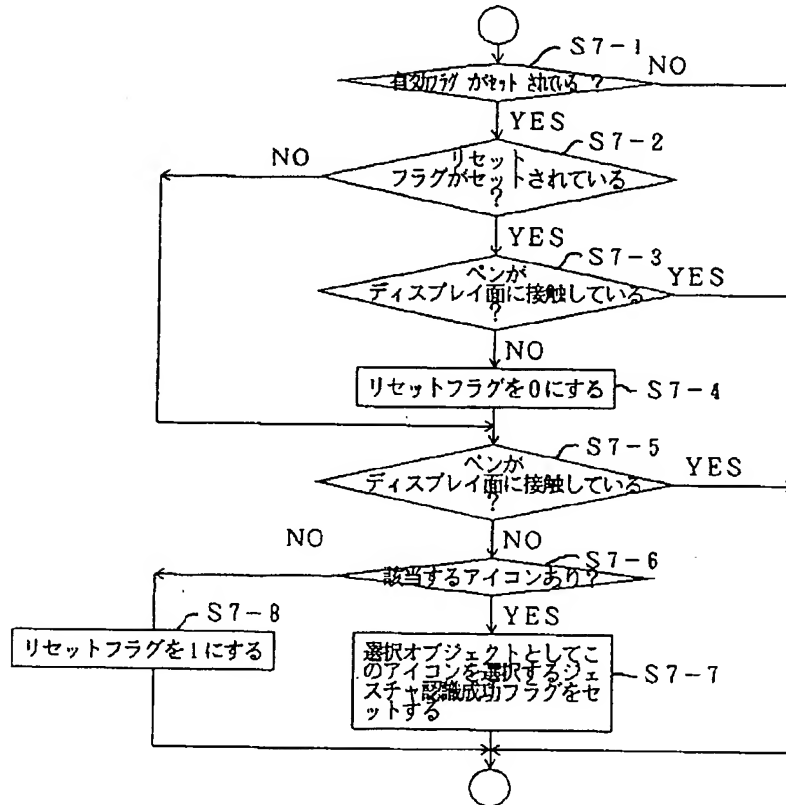 S7-1
自効フラグ がセット されている ?
NO
YES
S7-2
NO
リセット
フラグがセットされている
?
YES
S7-3
ペンが
ディスプレイ面に接触している
?
YES
NO
リセットフラグを0にする
S7-4
S7-5
ペンが
ディスプレイ面に接触している
?
YES
NO
NO
S7-6
該当するアイコンあり?
YES
S7-8
リセットフラグを1にする
選択オブジェクトとしてこ
のアイコンを選択するジェ
スチャ認識成功フラグをセ
ットする
S7-7